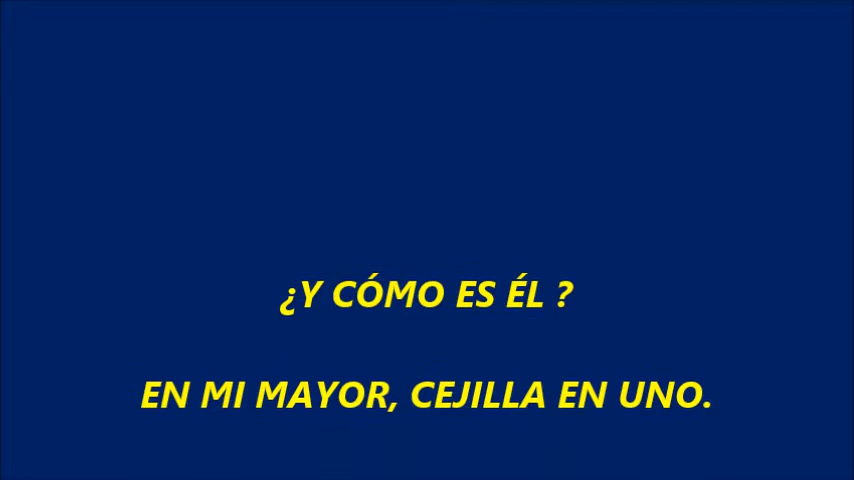 ¿Y CÓMO ES ÉL ?
EN MI MAYOR, CEJILLA EN UNO.